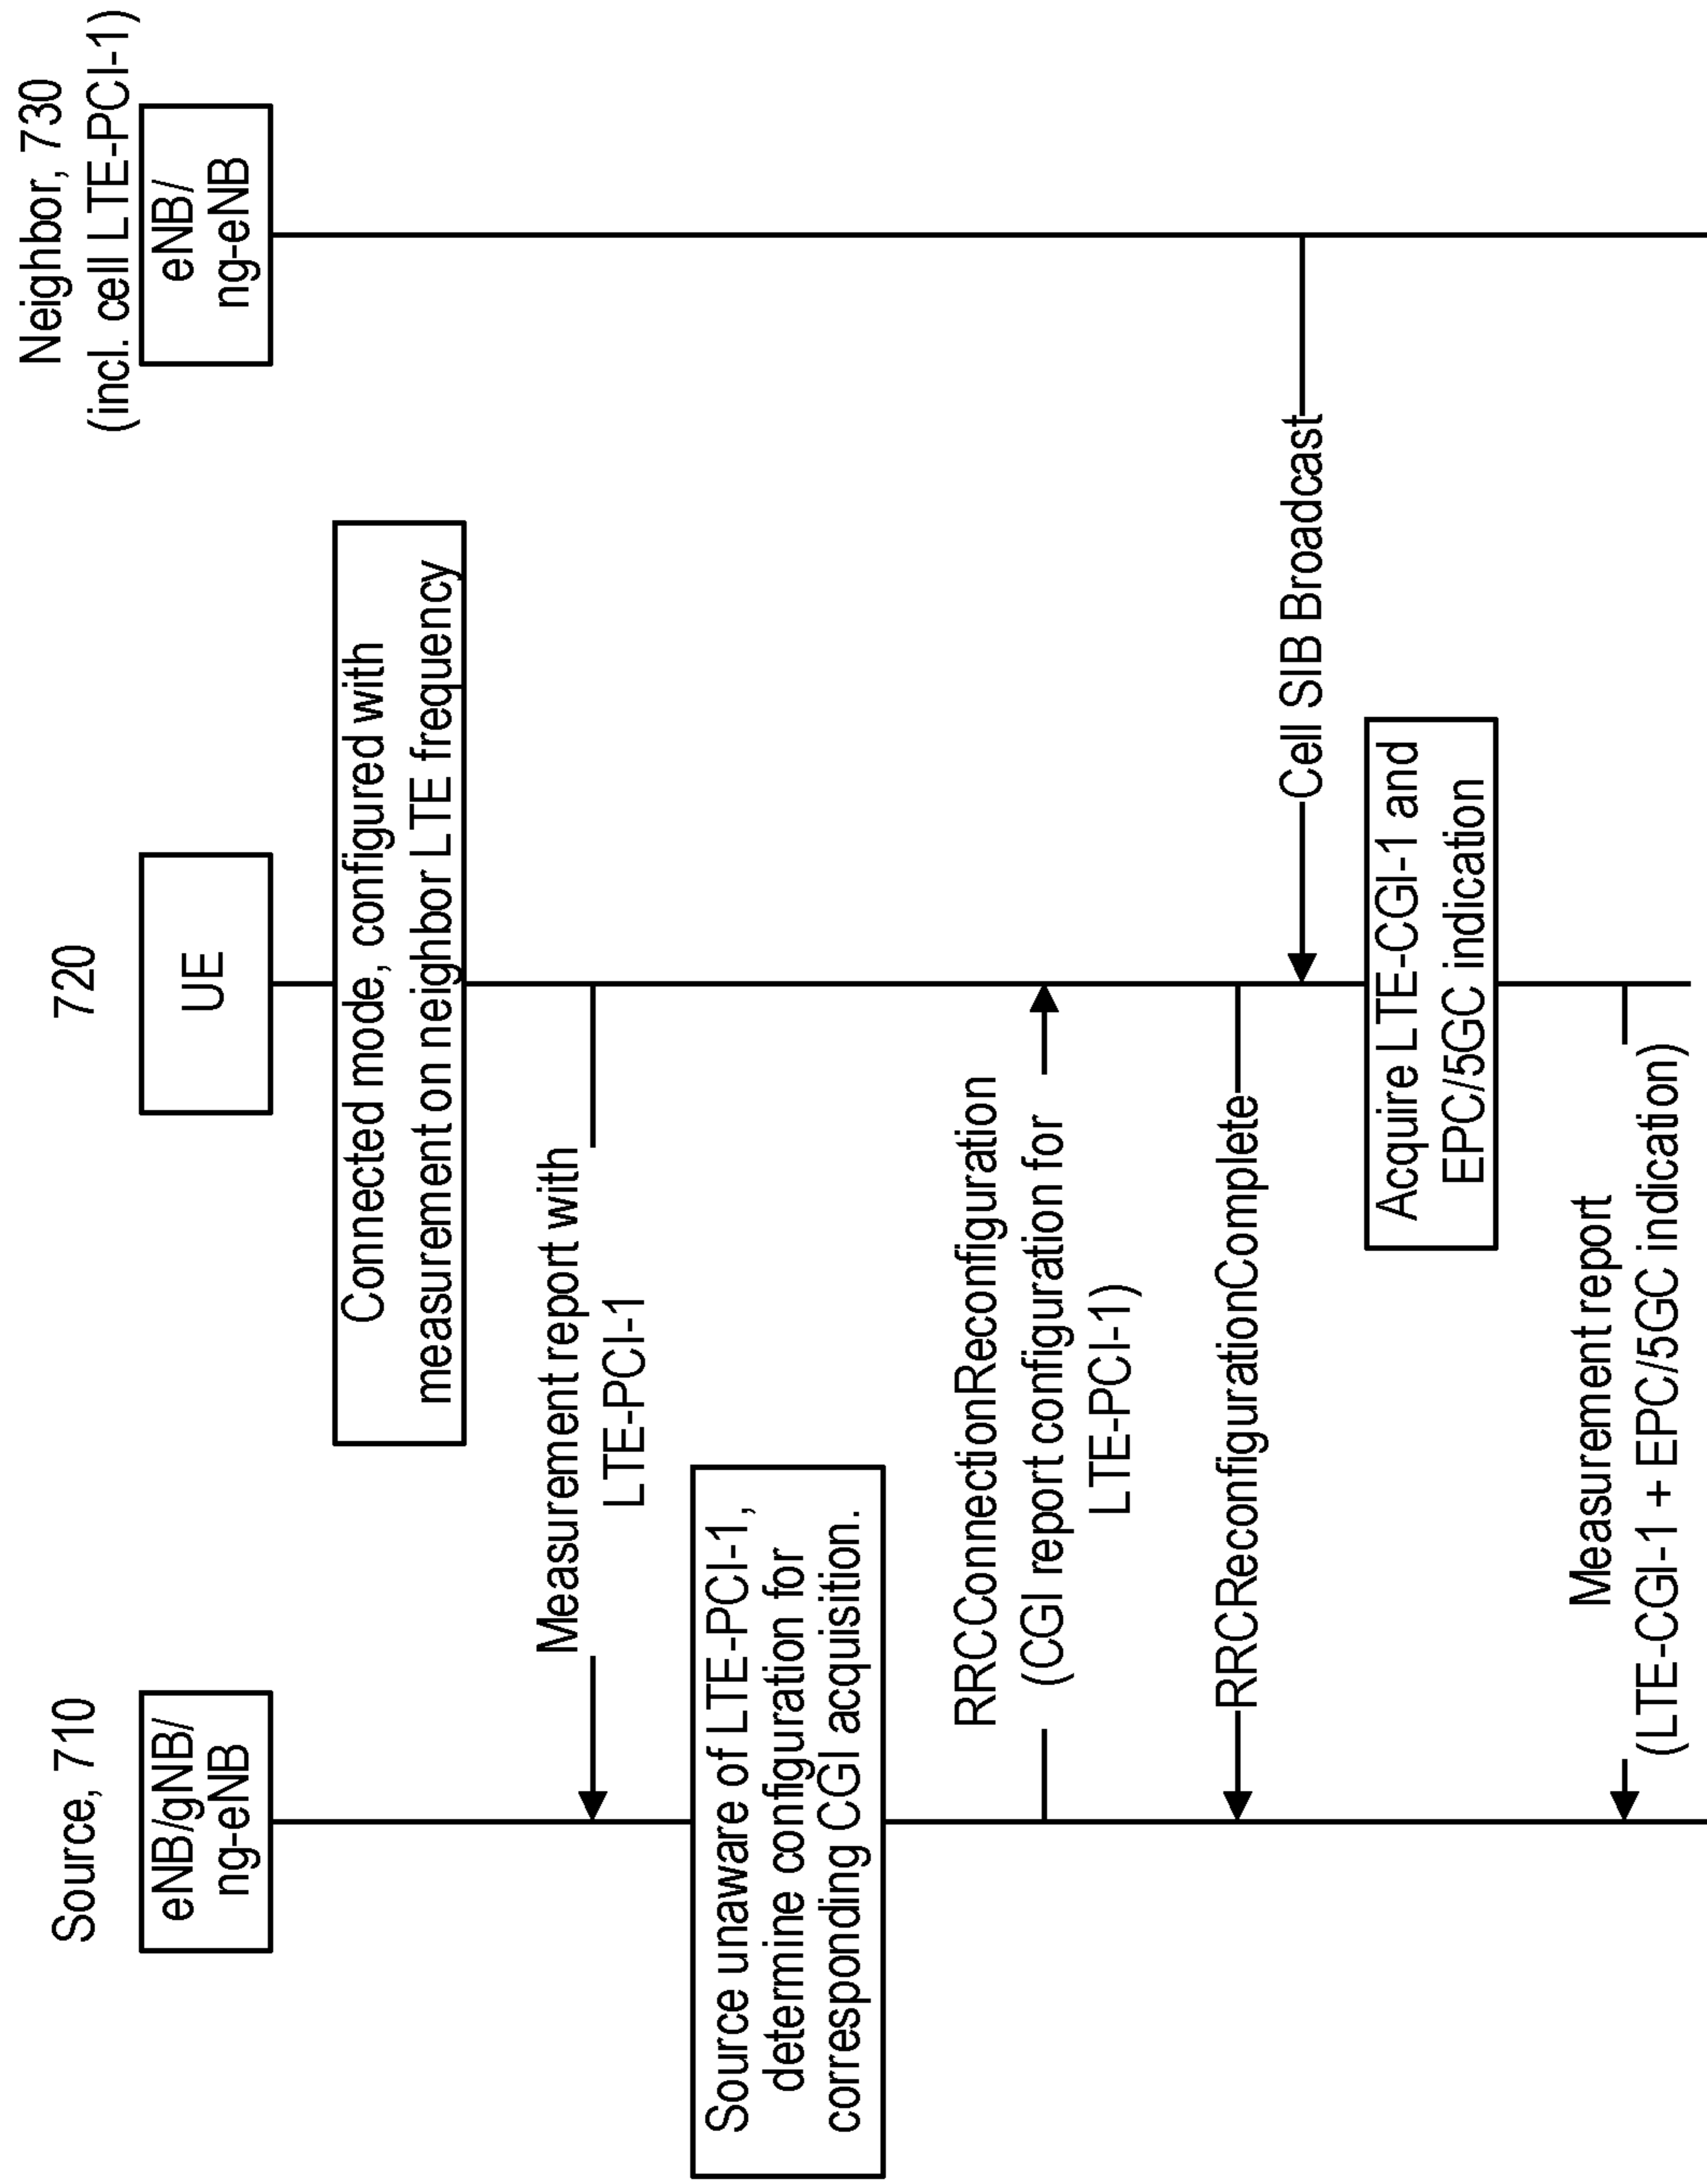 Source, 710
eNB/gNB/
ng-eNB
720
UE
Neighbor, 730
(incl. cell LTE-PCI-1)
eNB/
ng-eNB
Connected mode, configured with
measurement on neighbor LTE frequency
Measurement report with
LTE-PCI-1
Source unaware of LTE-PCI-1,
determine configuration for
corresponding CGI acquisition.
RRCConnectionReconfiguration
(CGI report configuration for
LTE-PCI-1)
RRCReconfigurationComplete
Cell SIB Broadcast
Acquire LTE-CGI-1 and
EPC/5GC indication
Measurement report
(LTE-CGI-1 + EPC/5GC indication)